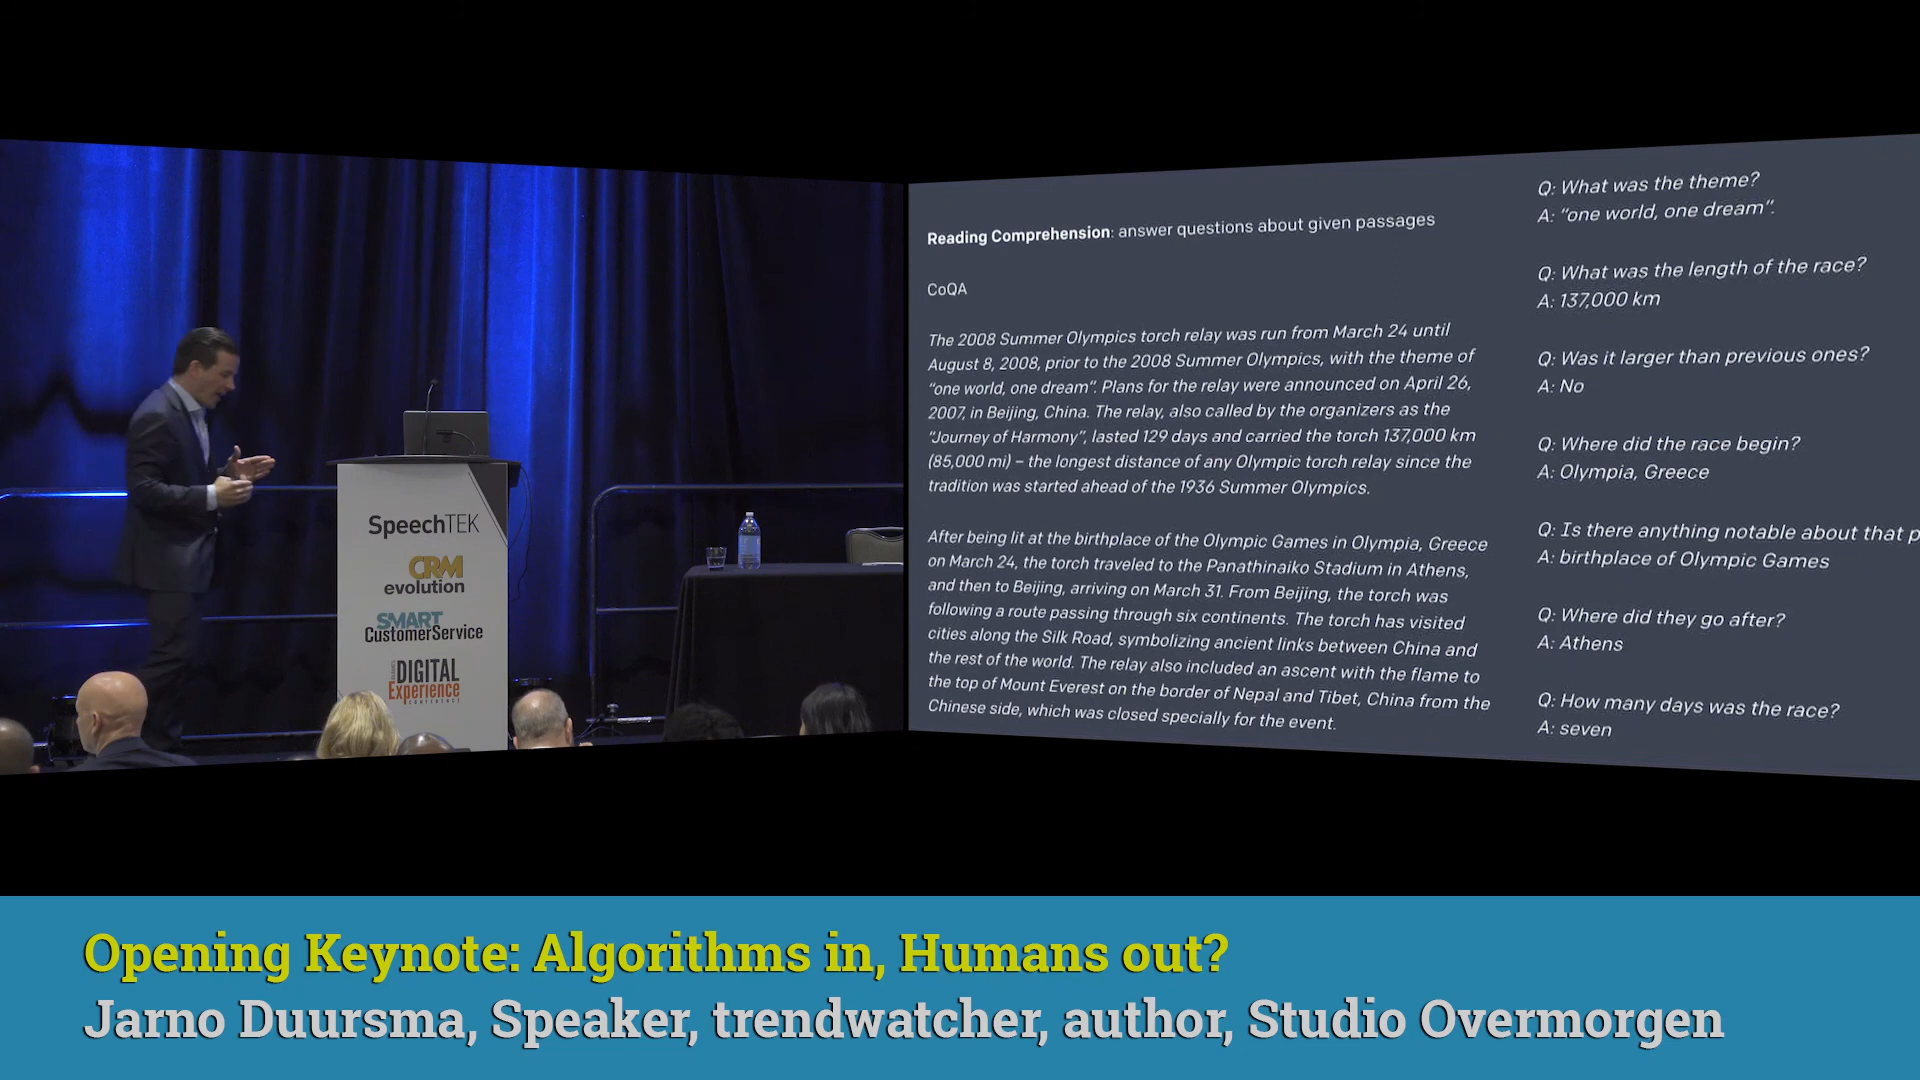 SpeechTEK
CRM
evolution
SMART
CustomerService
DIGITAL
Experience
CONFERENCE
Reading Comprehension: answer questions about given passages
CoQA
The 2008 Summer Olympics torch relay was run from March 24 until
August 8, 2008, prior to the 2008 Summer Olympics, with the theme of
“one world, one dream”. Plans for the relay were announced on April 26,
2007, in Beijing, China. The relay, also called by the organizers as the
“Journey of Harmony”, lasted 129 days and carried the torch 137,000 km
(85,000 mi) – the longest distance of any Olympic torch relay since the
tradition was started ahead of the 1936 Summer Olympics.
After being lit at the birthplace of the Olympic Games in Olympia, Greece
on March 24, the torch traveled to the Panathinaiko Stadium in Athens,
and then to Beijing, arriving on March 31. From Beijing, the torch was
following a route passing through six continents. The torch has visited
cities along the Silk Road, symbolizing ancient links between China and
the rest of the world. The relay also included an ascent with the flame to
the top of Mount Everest on the border of Nepal and Tibet, China from the
Chinese side, which was closed specially for the event.
Q: What was the theme?
A: “one world, one dream”.
Q: What was the length of the race?
A: 137,000 km
Q: Was it larger than previous ones?
A: No
Q: Where did the race begin?
A: Olympia, Greece
Q: Is there anything notable about that p
A: birthplace of Olympic Games
Q: Where did they go after?
A: Athens
Q: How many days was the race?
A: seven
Opening Keynote: Algorithms in, Humans out?
Jarno Duursma, Speaker, trendwatcher, author, Studio Overmorgen